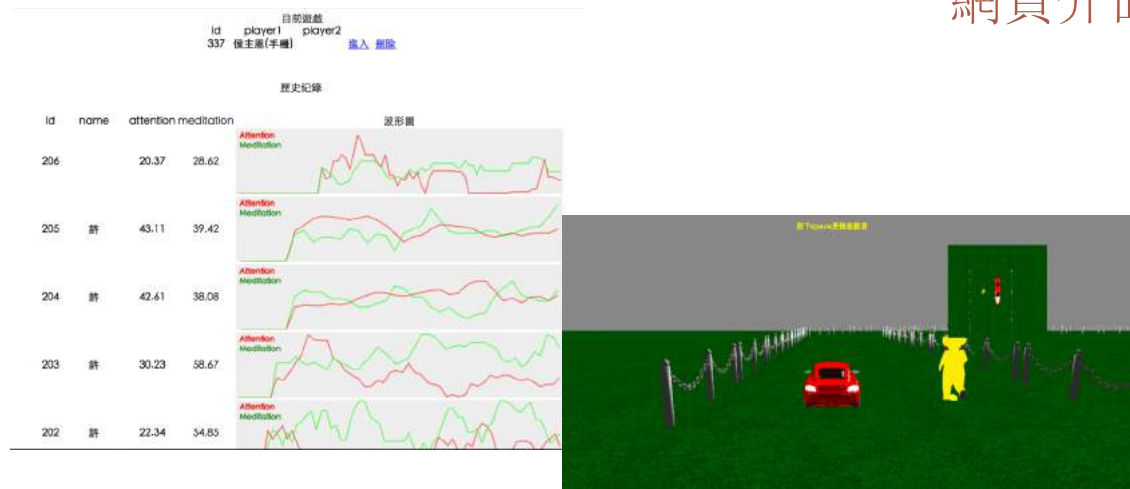 網頁介面
目前遊戲
id player1 player2
337 侯主恩(手機) 進入 刪除
歷史紀錄
id name attention meditation 波形圖
Attention
Meditation
206 20.37 28.62
Attention
Meditation
205 許 43.11 39.42
Attention
Meditation
204 許 42.61 38.08
Attention
Meditation
203 許 30.23 58.67
Attention
Meditation
202 許 22.34 54.85